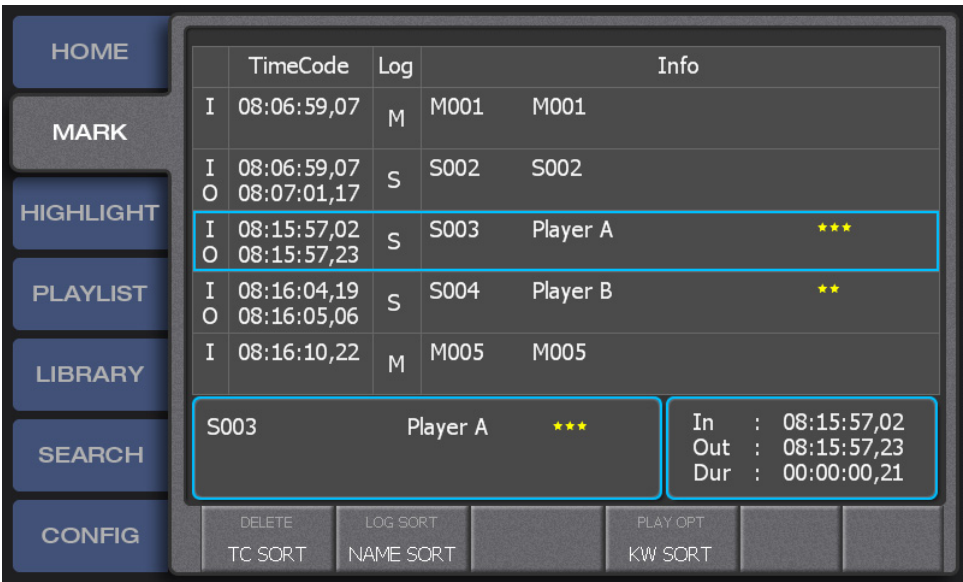 HOME
MARK
HIGHLIGHT
PLAYLIST
LIBRARY
SEARCH
CONFIG
TimeCode Log Info
I 08:06:59,07 M M001 M001
I 08:06:59,07 S S002 S002
O 08:07:01,17
I 08:15:57,02 S S003 Player A ★★★
O 08:15:57,23
I 08:16:04,19 S S004 Player B ★★
O 08:16:05,06
I 08:16:10,22 M M005 M005
S003 Player A ★★★
In : 08:15:57,02
Out : 08:15:57,23
Dur : 00:00:00,21
DELETE LOG SORT PLAY OPT
TC SORT NAME SORT KW SORT